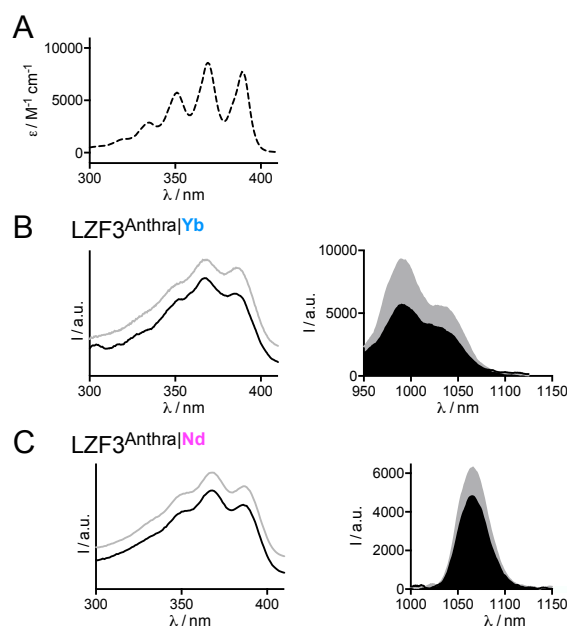 A
10000
5000
0
ε / M-1 cm-1
300 350 400
λ / nm
B LZF3Anthra|Yb
I / a.u.
300 350 400
λ / nm
10000
5000
0
I / a.u.
950 1000 1050 1100 1150
λ / nm
C LZF3Anthra|Nd
I / a.u.
300 350 400
λ / nm
6000
4000
2000
0
I / a.u.
1000 1050 1100 1150
λ / nm